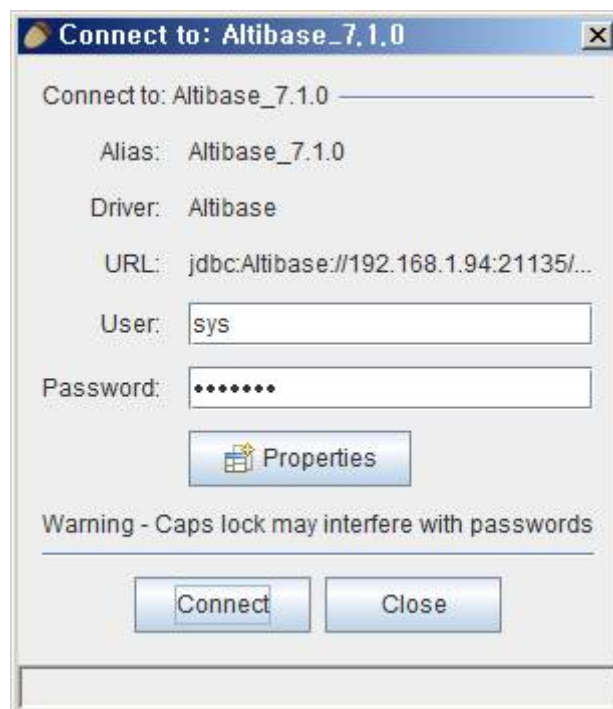 Connect to: Altibase_7.1.0
Connect to: Altibase_7.1.0
Alias: Altibase_7.1.0
Driver: Altibase
URL: jdbc:Altibase://192.168.1.94:21135/...
User: sys
Password: •••••••
Properties
Warning - Caps lock may interfere with passwords
Connect Close